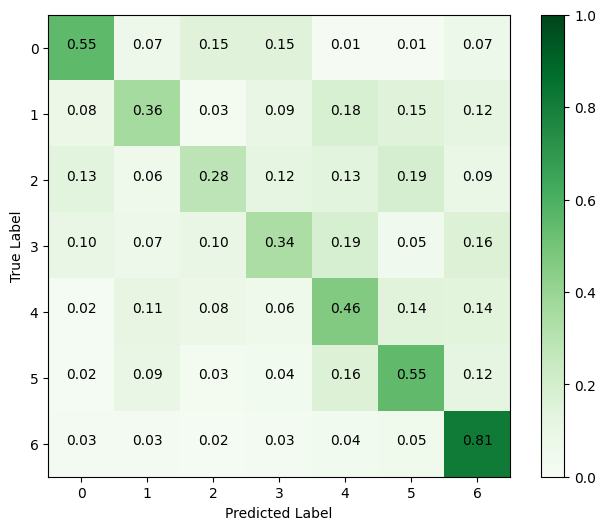 0 0.55 0.07 0.15 0.15 0.01 0.01 0.07
1 0.08 0.36 0.03 0.09 0.18 0.15 0.12
2 0.13 0.06 0.28 0.12 0.13 0.19 0.09
3 0.10 0.07 0.10 0.34 0.19 0.05 0.16
4 0.02 0.11 0.08 0.06 0.46 0.14 0.14
5 0.02 0.09 0.03 0.04 0.16 0.55 0.12
6 0.03 0.03 0.02 0.03 0.04 0.05 0.81
0 1 2 3 4 5 6
Predicted Label
True Label
1.0
0.8
0.6
0.4
0.2
0.0